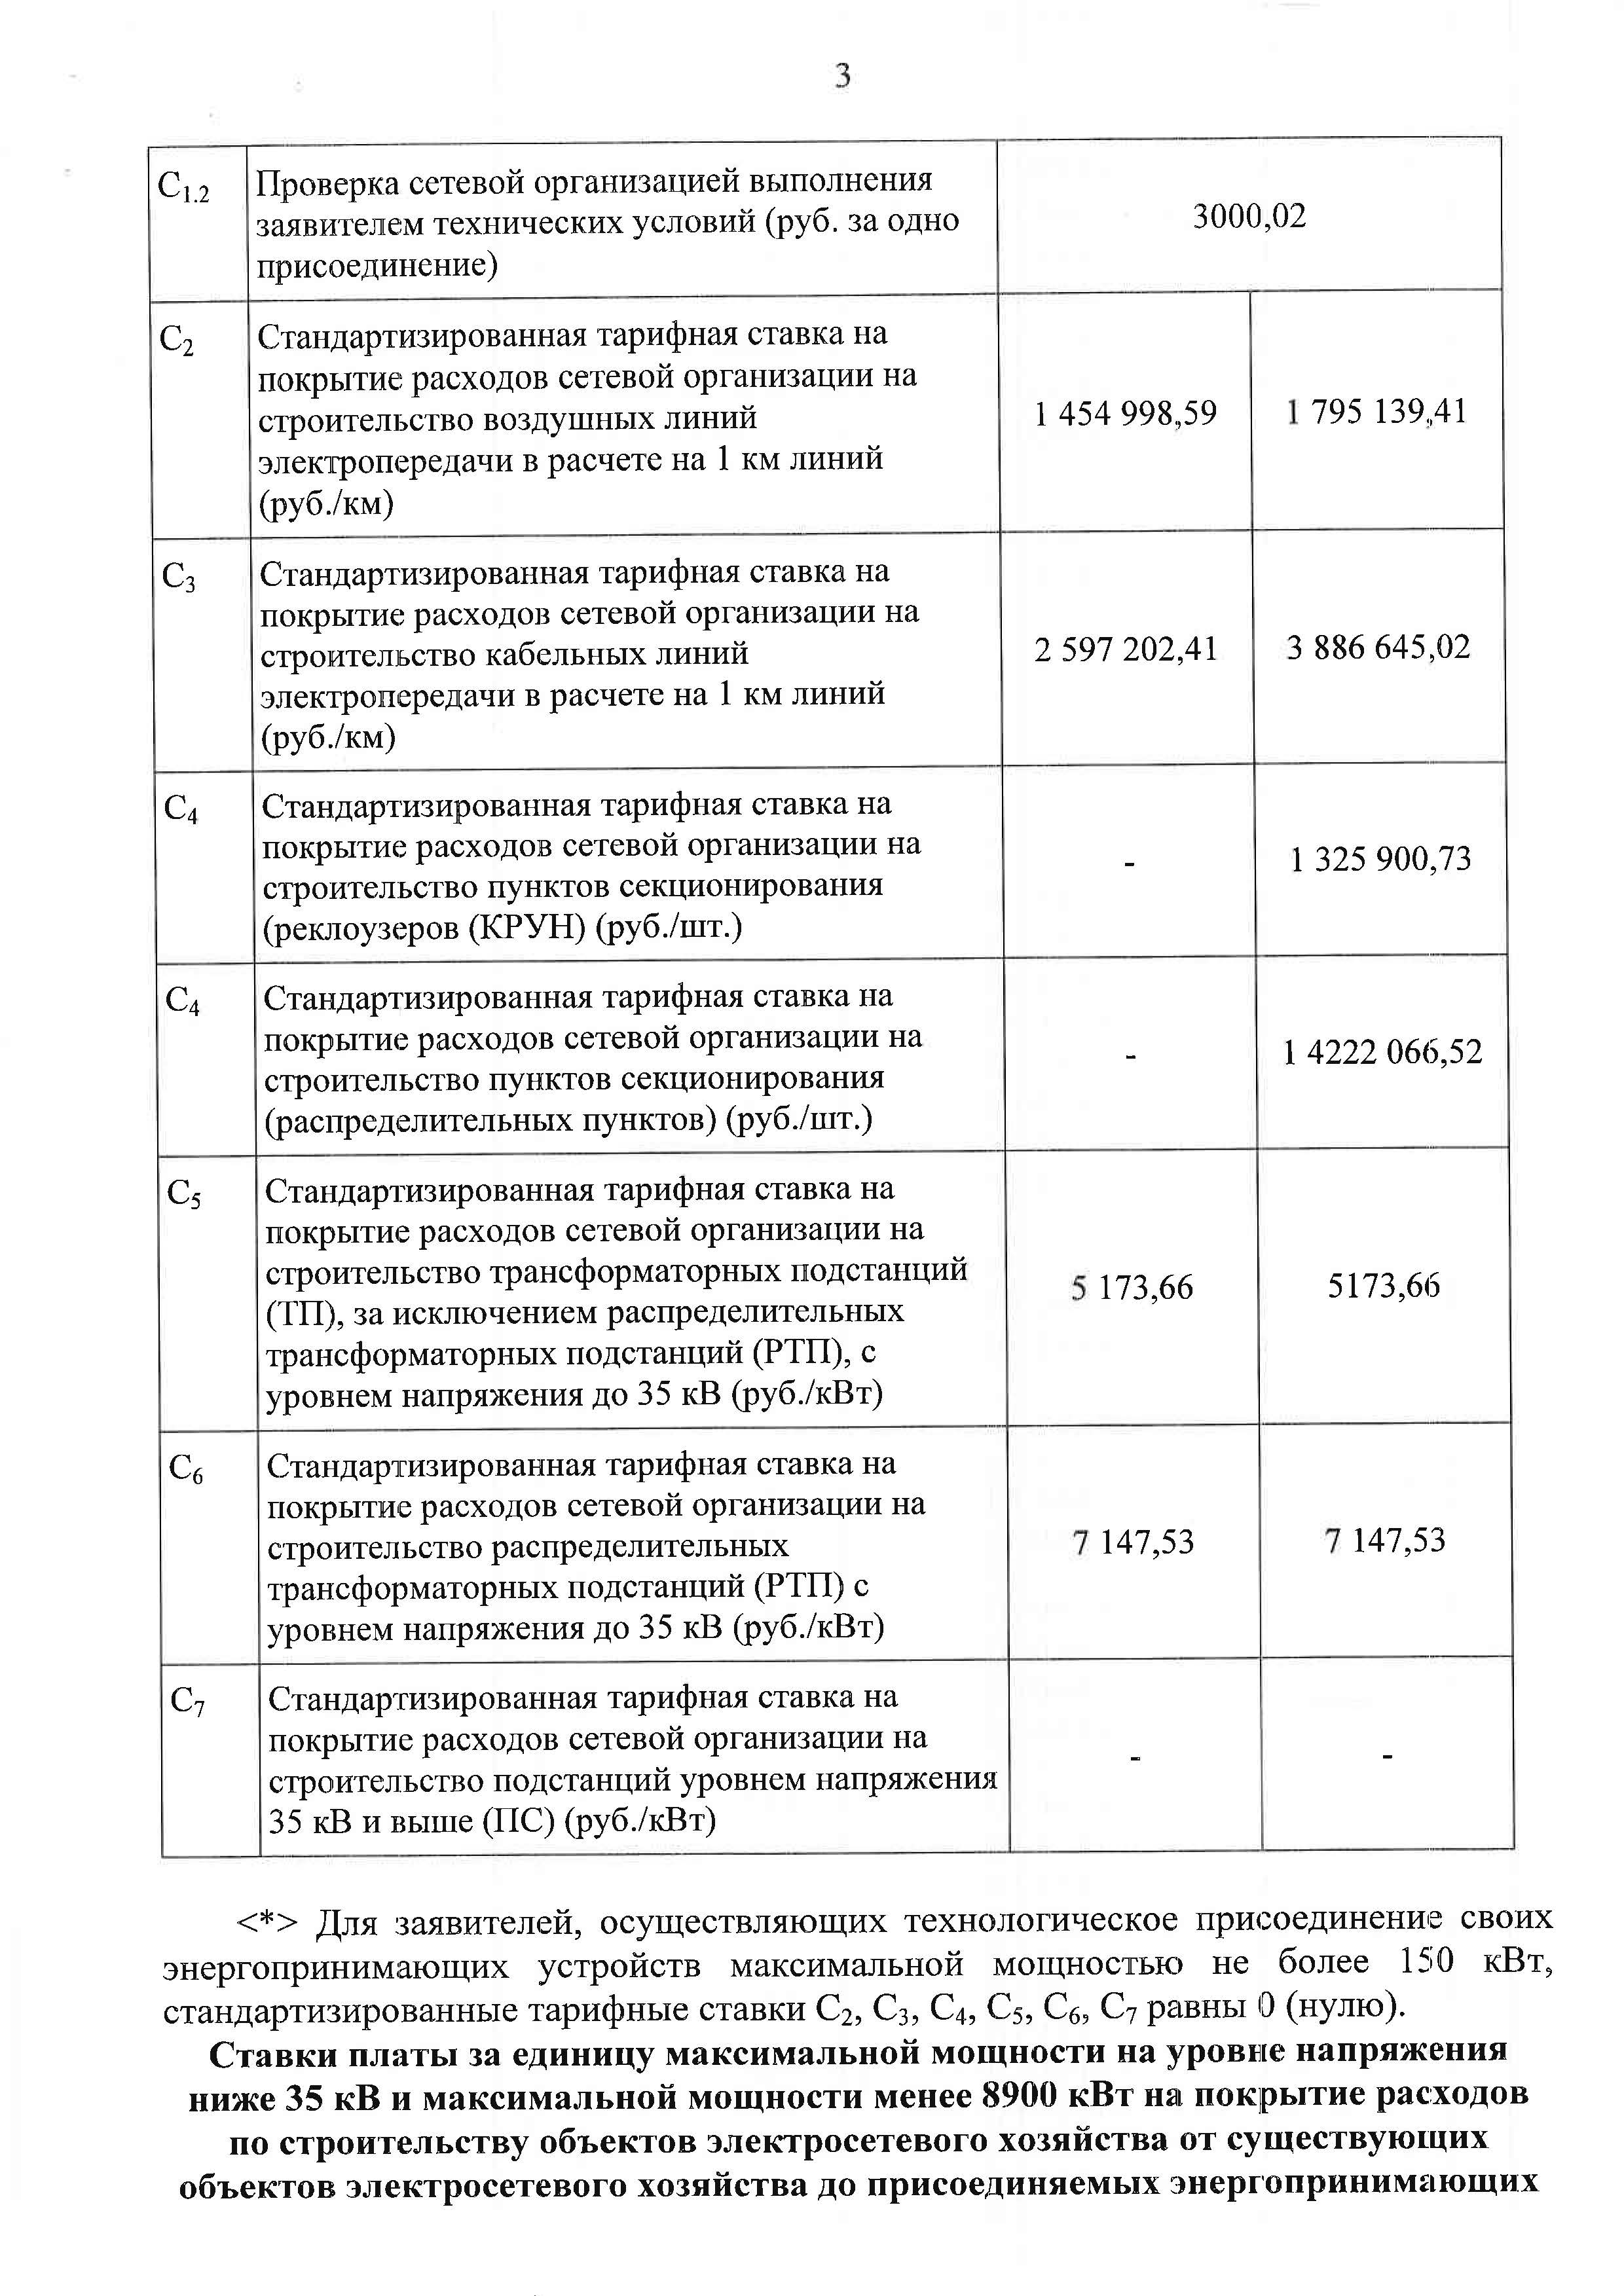 3
С1.2
Проверка сетевой организацией выполнения
заявителем технических условий (руб. за одно
присоединение)
3000,02
С2
Стандартизированная тарифная ставка на
покрытие расходов сетевой организации на
строительство воздушных линий
электропередачи в расчете на 1 км линий
(руб./км)
1 454 998,59
1 795 139,41
С3
Стандартизированная тарифная ставка на
покрытие расходов сетевой организации на
строительство кабельных линий
электропередачи в расчете на 1 км линий
(руб./км)
2 597 202,41
3 886 645,02
С4
Стандартизированная тарифная ставка на
покрытие расходов сетевой организации на
строительство пунктов секционирования
(реклоузеров (КРУН) (руб./шт.)
-
1 325 900,73
С4
Стандартизированная тарифная ставка на
покрытие расходов сетевой организации на
строительство пунктов секционирования
(распределительных пунктов) (руб./шт.)
-
1 4222 066,52
С5
Стандартизированная тарифная ставка на
покрытие расходов сетевой организации на
строительство трансформаторных подстанций
(ТП), за исключением распределительных
трансформаторных подстанций (РТП), с
уровнем напряжения до 35 кВ (руб./кВт)
5 173,66
5173,66
С6
Стандартизированная тарифная ставка на
покрытие расходов сетевой организации на
строительство распределительных
трансформаторных подстанций (РТП) с
уровнем напряжения до 35 кВ (руб./кВт)
7 147,53
7 147,53
С7
Стандартизированная тарифная ставка на
покрытие расходов сетевой организации на
строительство подстанций уровнем напряжения
35 кВ и выше (ПС) (руб./кВт)
-
-
<*> Для заявителей, осуществляющих технологическое присоединение своих
энергопринимающих устройств максимальной мощностью не более 150 кВт,
стандартизированные тарифные ставки С2, С3, С4, С5, С6, С7 равны 0 (нулю).
Ставки платы за единицу максимальной мощности на уровне напряжения
ниже 35 кВ и максимальной мощности менее 8900 кВт на покрытие расходов
по строительству объектов электросетевого хозяйства от существующих
объектов электросетевого хозяйства до присоединяемых энергопринимающих